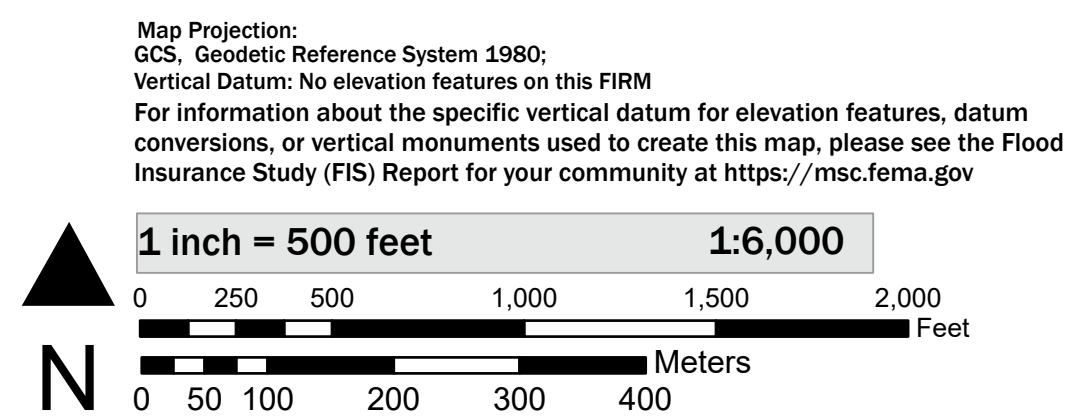 Map Projection:
GCS, Geodetic Reference System 1980;
Vertical Datum: No elevation features on this FIRM
For information about the specific vertical datum for elevation features, datum
conversions, or vertical monuments used to create this map, please see the Flood
Insurance Study (FIS) Report for your community at https://msc.fema.gov
1 inch = 500 feet 1:6,000
0 250 500 1,000 1,500 2,000
Feet
N
Meters
0 50 100 200 300 400